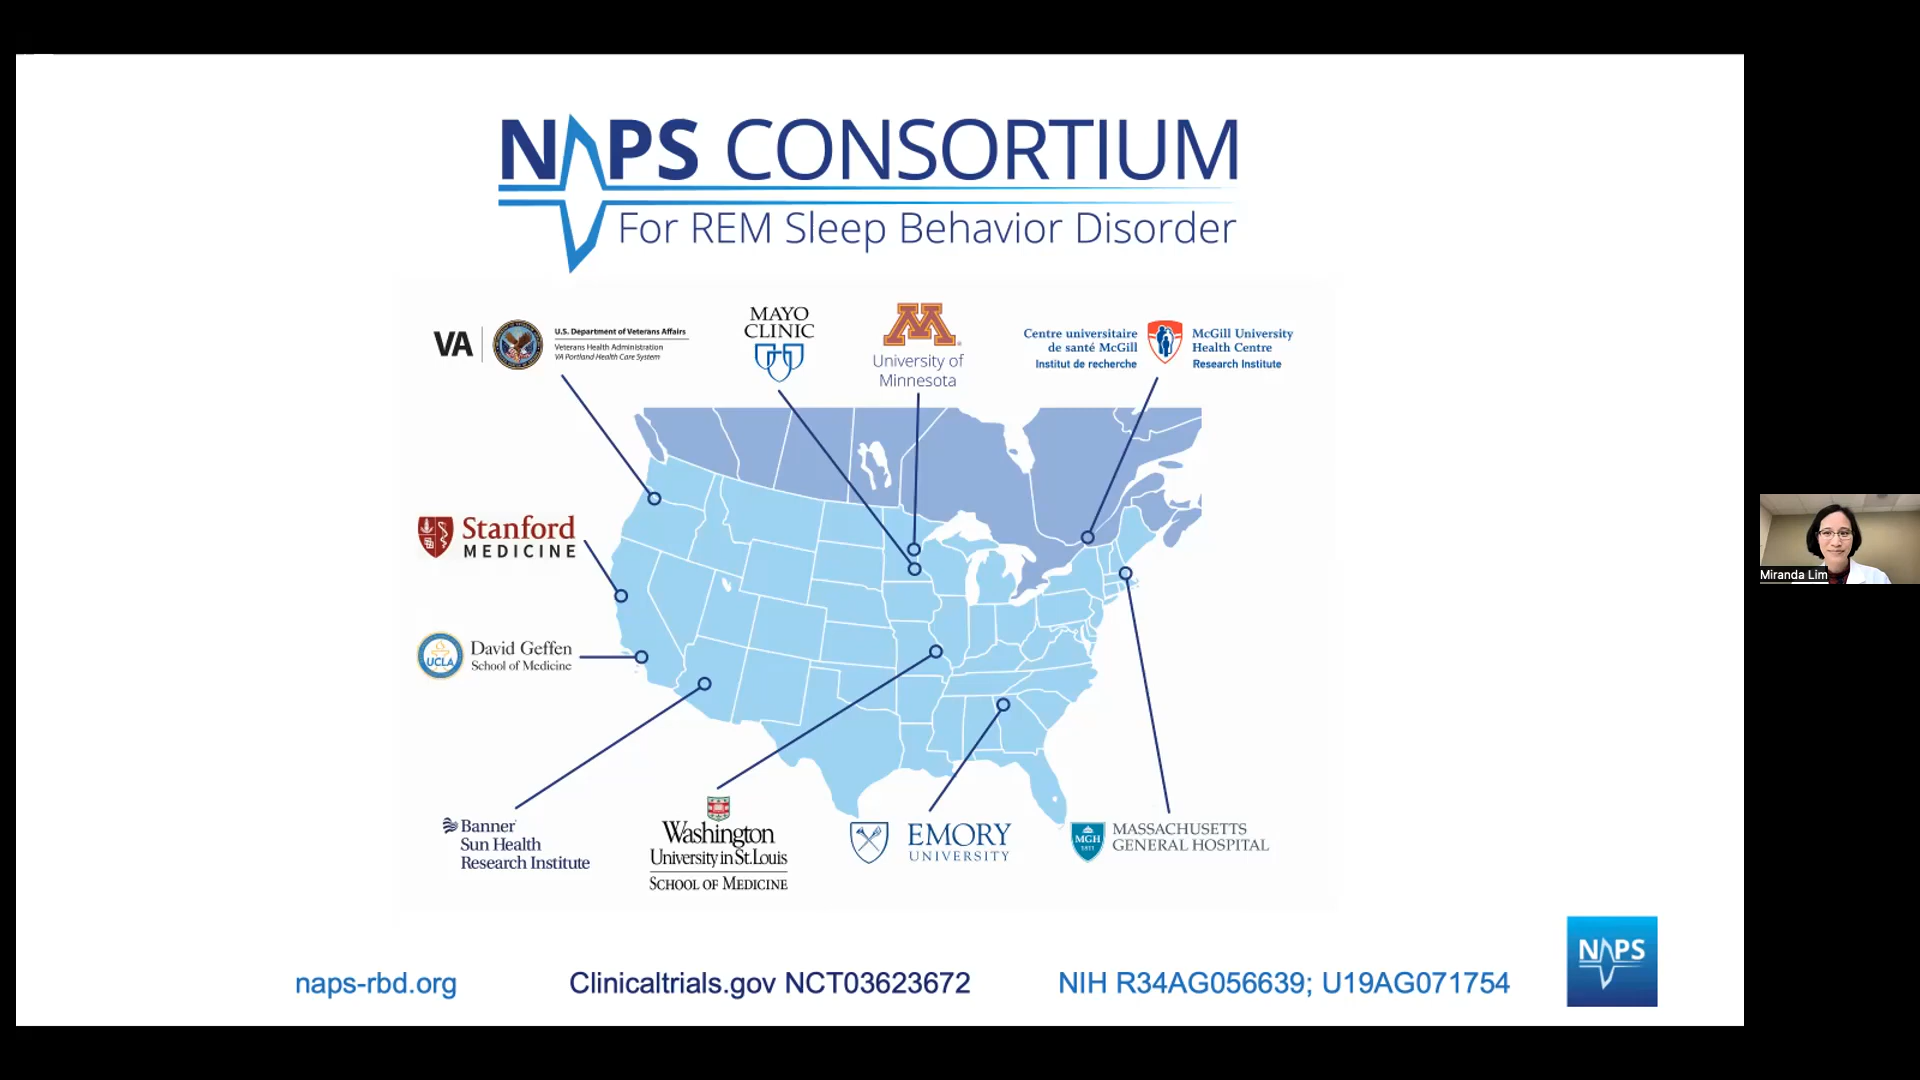 NAPS CONSORTIUM
For REM Sleep Behavior Disorder
VA
U.S. Department of Veterans Affairs
Veterans Health Administration
VA Portland Health Care System
MAYO
CLINIC
University of
Minnesota
Centre universitaire
de santé McGill
Institut de recherche
McGill University
Health Centre
Research Institute
Stanford
MEDICINE
UCLA
David Geffen
School of Medicine
Miranda Lim
Banner
Sun Health
Research Institute
Washington
University in St. Louis
SCHOOL OF MEDICINE
EMORY
UNIVERSITY
MGH
1811
MASSACHUSETTS
GENERAL HOSPITAL
naps-rbd.org
Clinicaltrials.gov NCT03623672
NIH R34AG056639; U19AG071754
NAPS